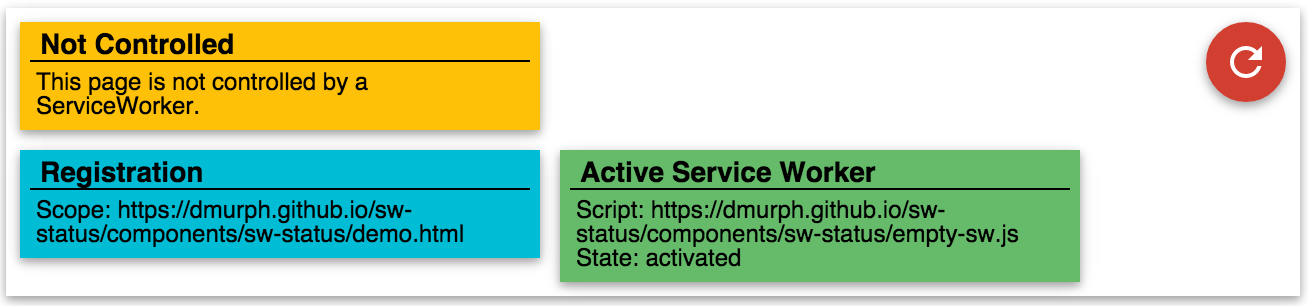 Not Controlled
This page is not controlled by a
ServiceWorker.
Registration
Scope: https://dmurph.github.io/sw-
status/components/sw-status/demo.html
Active Service Worker
Script: https://dmurph.github.io/sw-
status/components/sw-status/empty-sw.js
State: activated